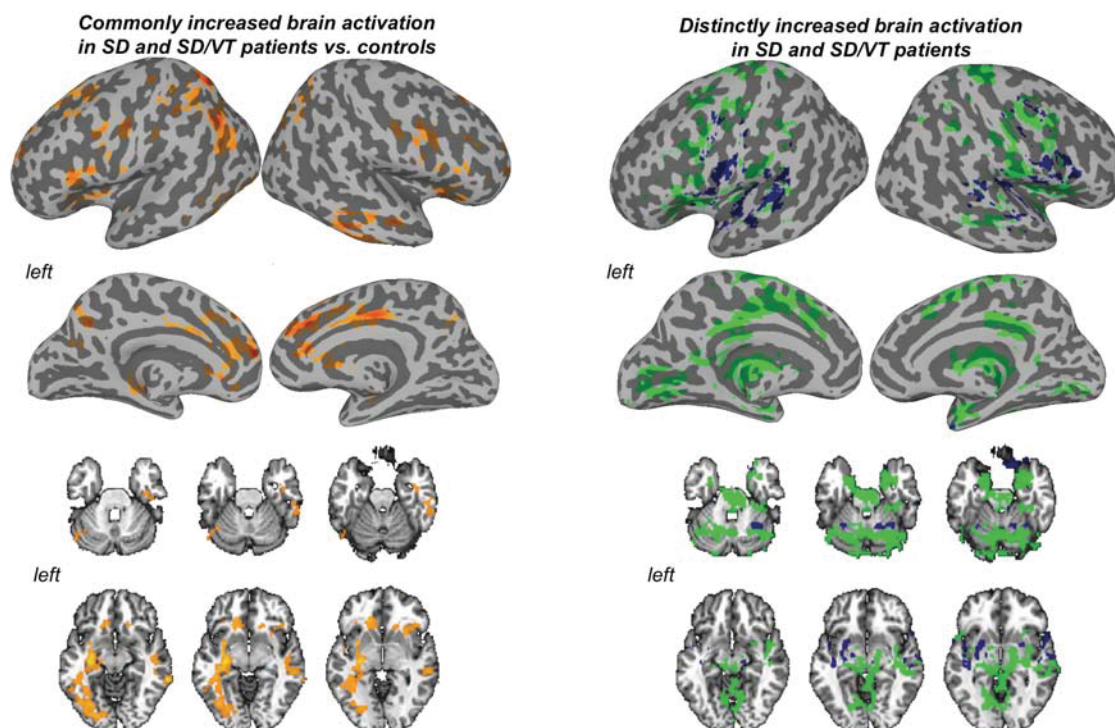 Commonly increased brain activation
in SD and SD/VT patients vs. controls
Distinctly increased brain activation
in SD and SD/VT patients
left
left
left
left